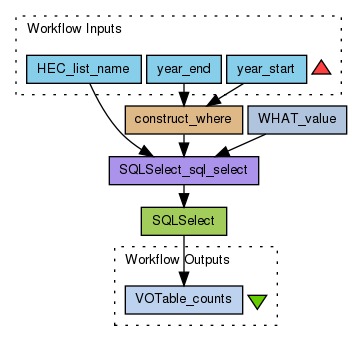 Workflow Inputs
HEC_list_name year_end year_start
construct_where WHAT_value
SQLSelect_sql_select
SQLSelect
Workflow Outputs
VOTable_counts